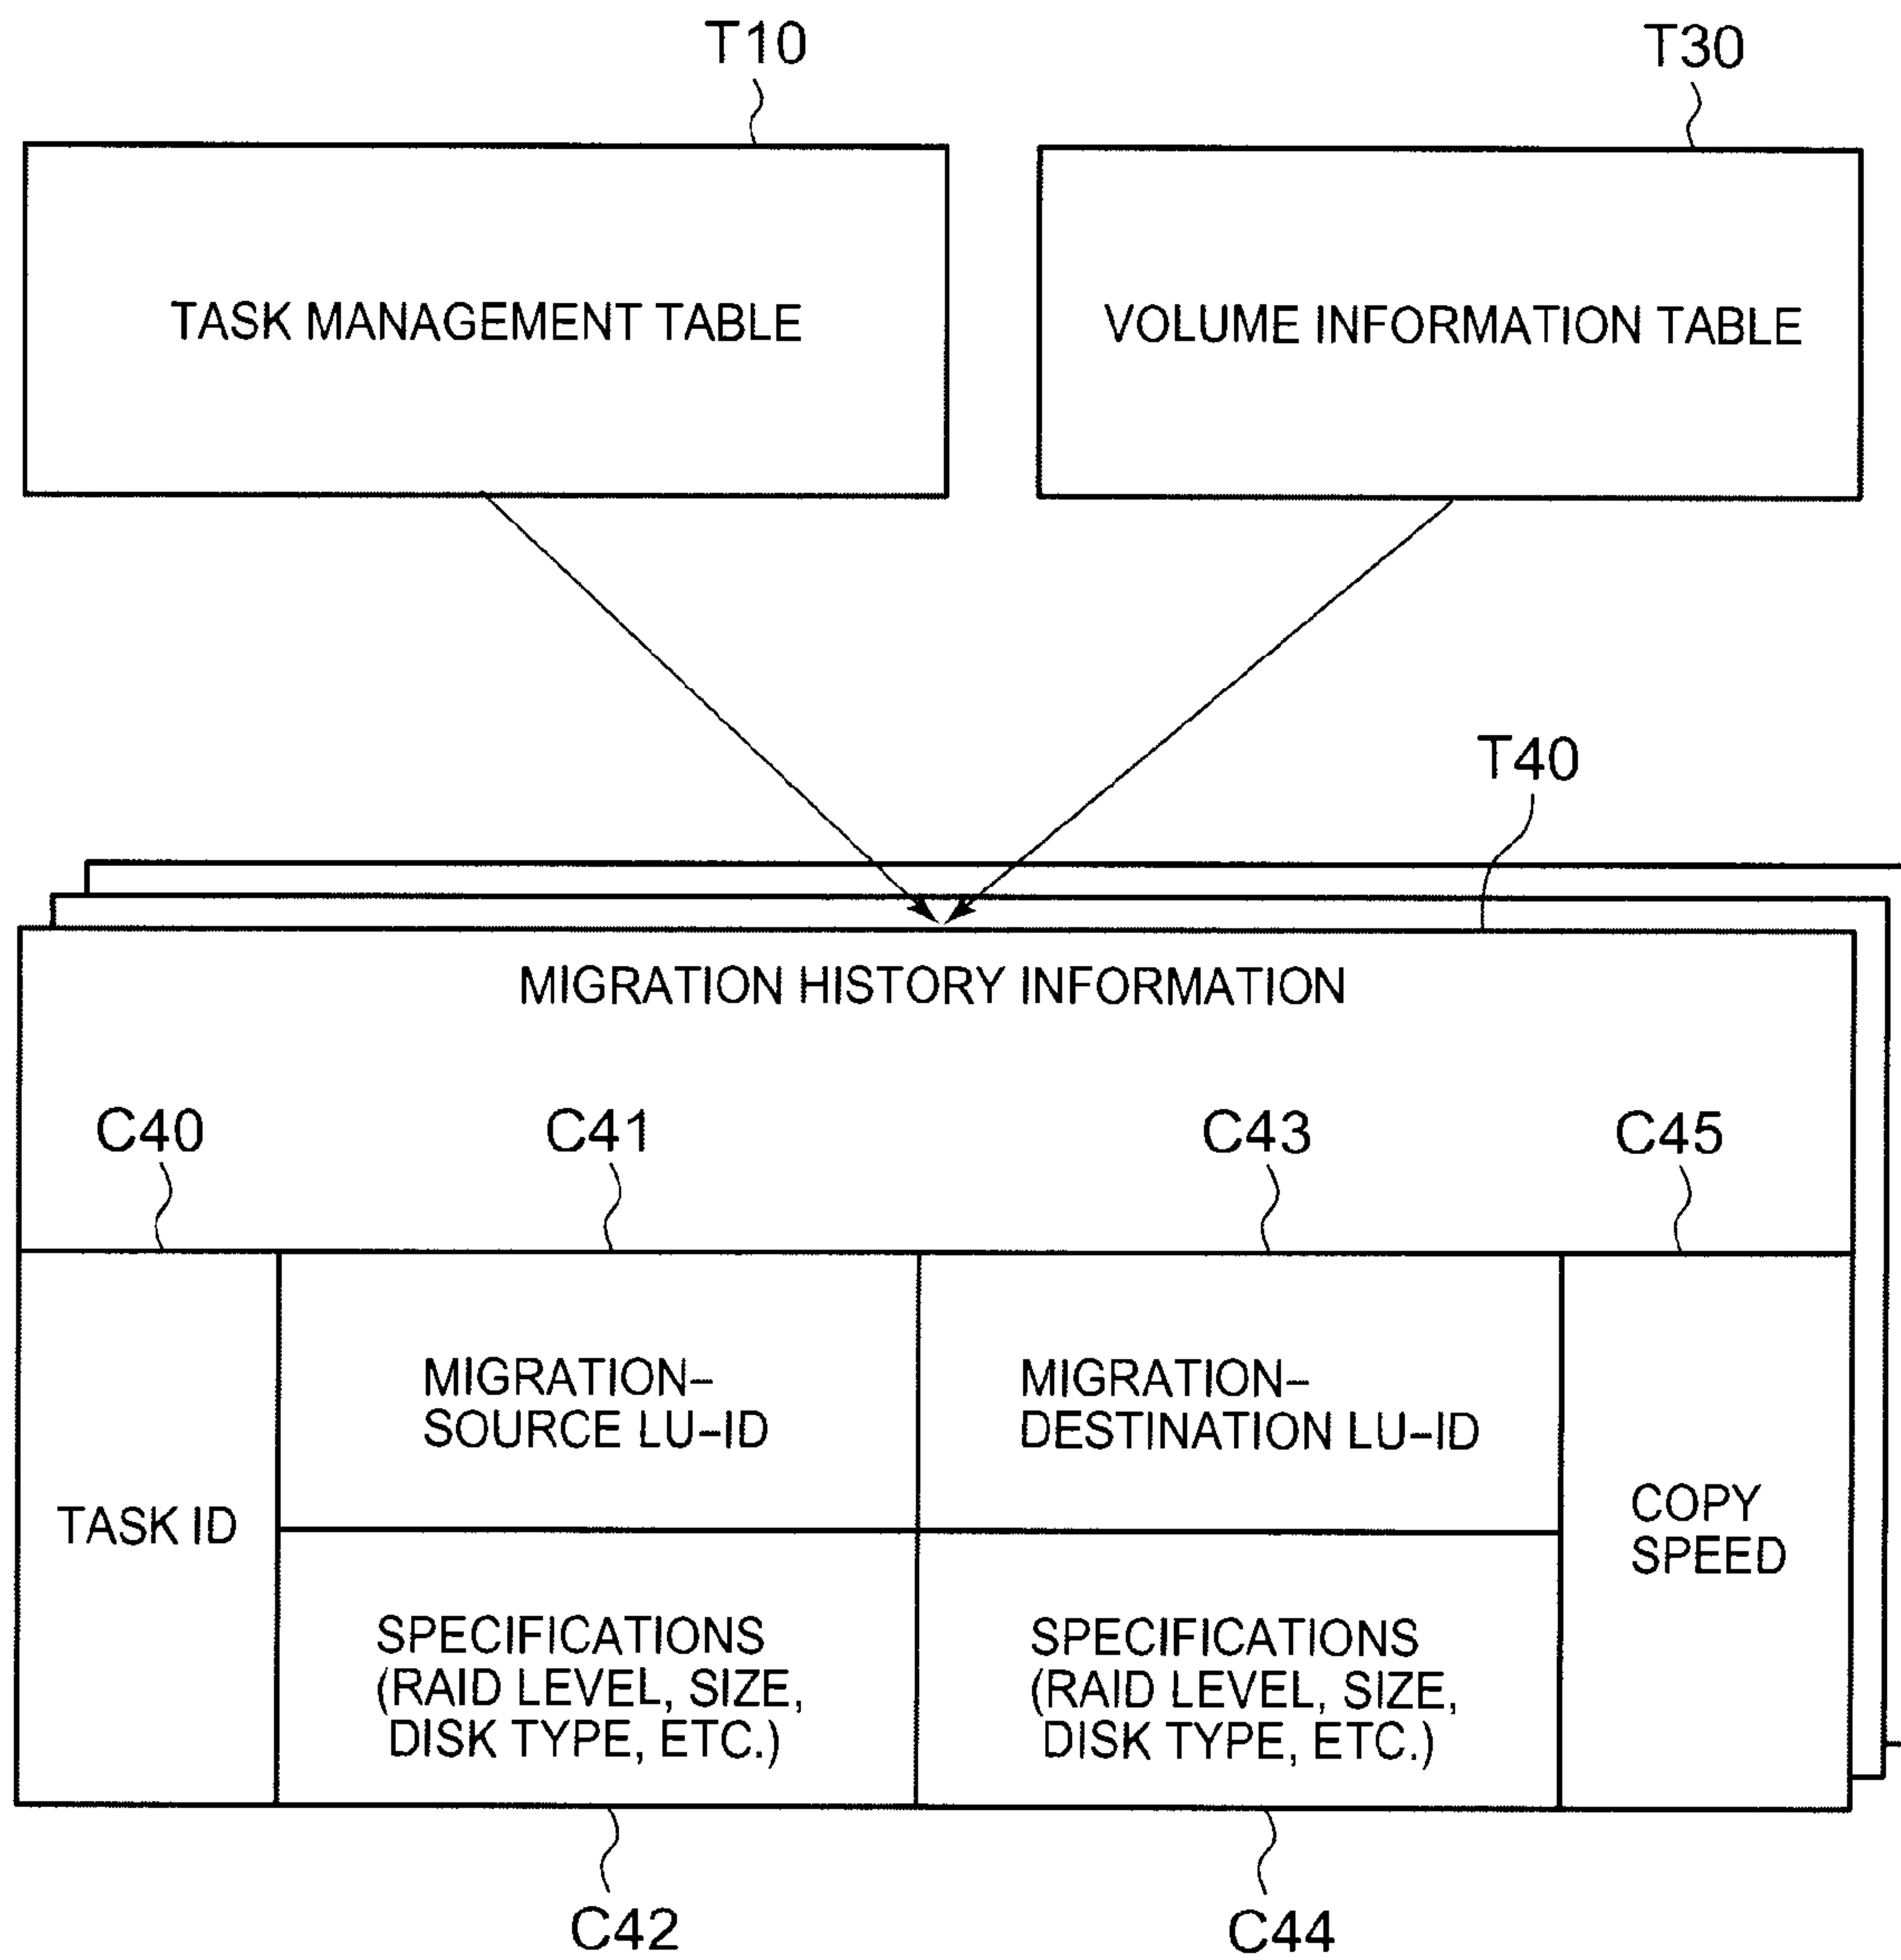 T10
T30
TASK MANAGEMENT TABLE
VOLUME INFORMATION TABLE
T40
MIGRATION HISTORY INFORMATION
C40
C41
C43
C45
TASK ID
MIGRATION–
SOURCE LU–ID
MIGRATION–
DESTINATION LU–ID
COPY
SPEED
SPECIFICATIONS
(RAID LEVEL, SIZE,
DISK TYPE, ETC.)
SPECIFICATIONS
(RAID LEVEL, SIZE,
DISK TYPE, ETC.)
C42
C44